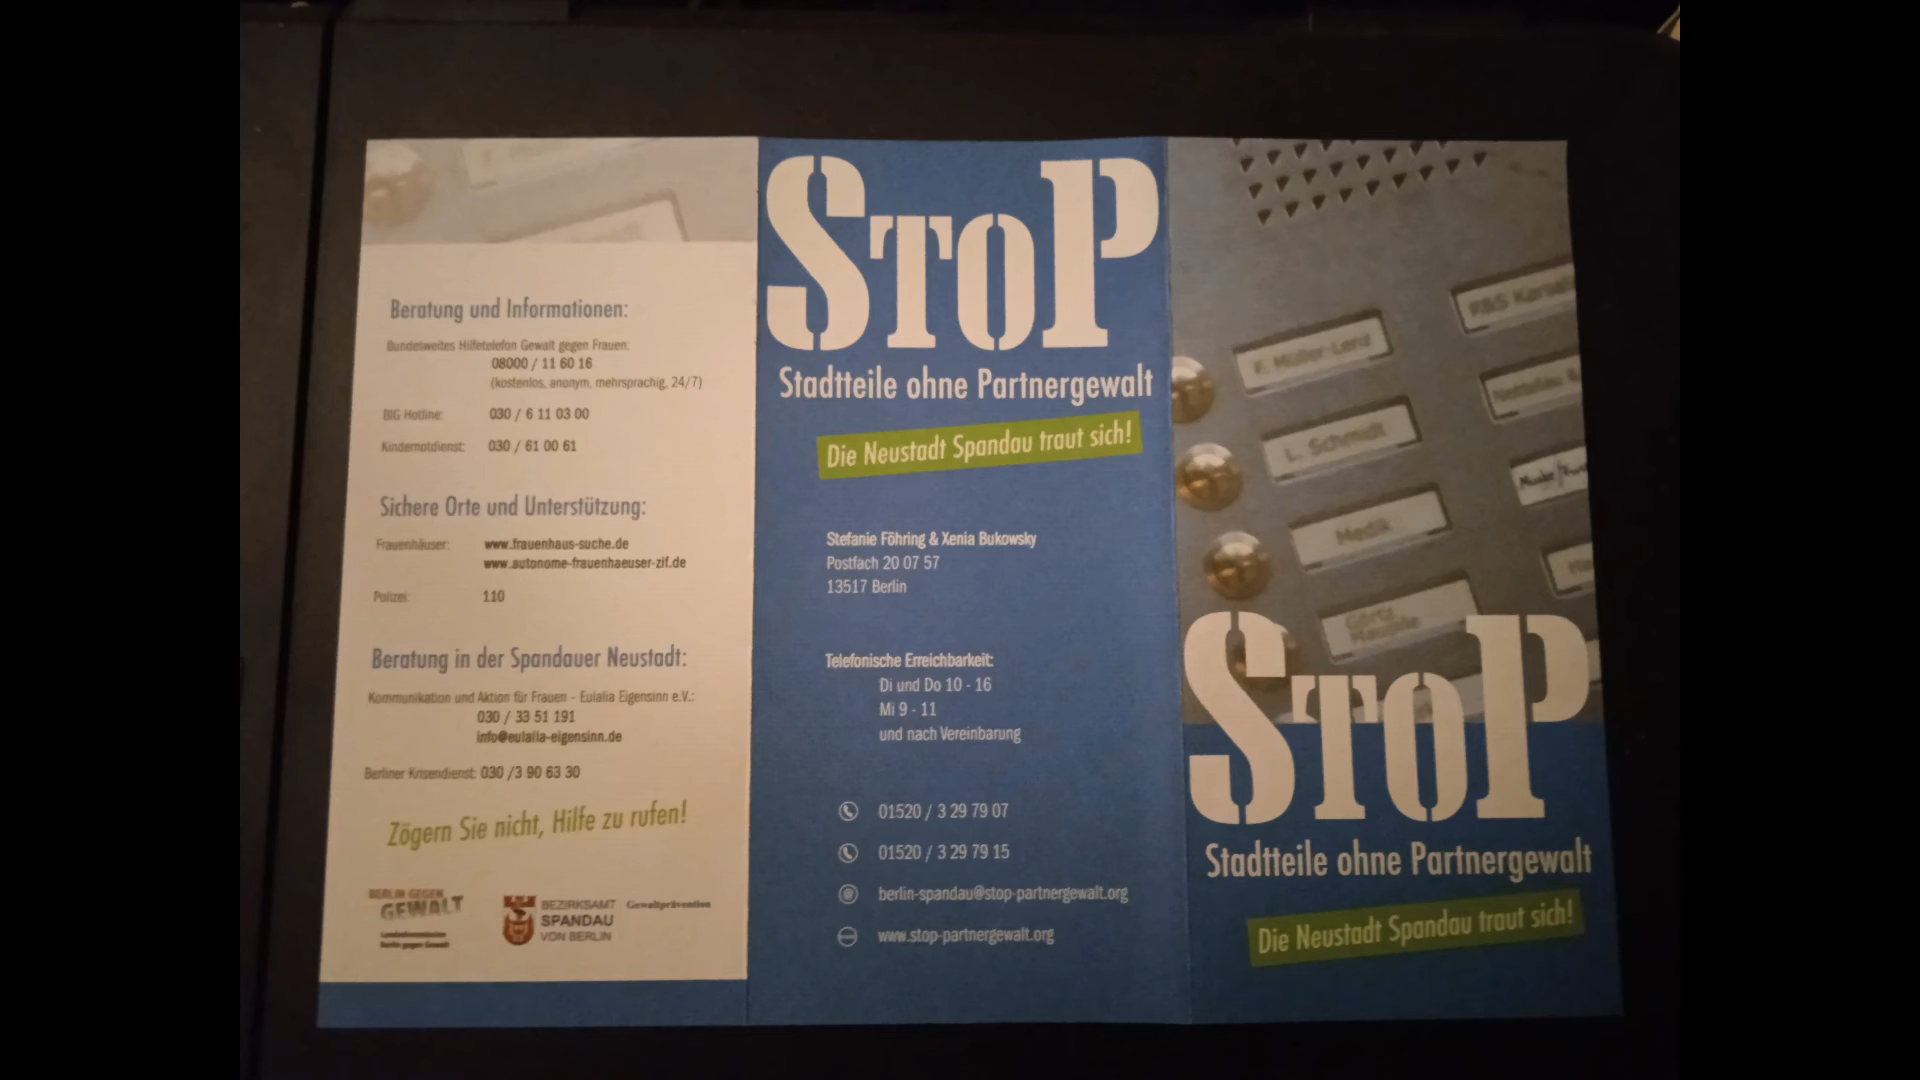 Beratung und Informationen:
Bundesweites Hilfetelefon Gewalt gegen Frauen:
08000 / 11 60 16
(kostenlos, anonym, mehrsprachig, 24/7)
BIG Hotline: 030 / 6 11 03 00
Kindernotdienst: 030 / 61 00 61
Sichere Orte und Unterstützung:
Frauenhäuser: www.frauenhaus-suche.de
www.autonome-frauenhaeuser-zif.de
Polizei: 110
Beratung in der Spandauer Neustadt:
Kommunikation und Aktion für Frauen - Eulalia Eigensinn e.V.:
030 / 33 51 191
info@eulalia-eigensinn.de
Berliner Krisendienst: 030 /3 90 63 30
Zögern Sie nicht, Hilfe zu rufen!
BERLIN GEGEN
GEWALT
Landeskommission
Berlin gegen Gewalt
BEZIRKSAMT Gewaltprävention
SPANDAU
VON BERLIN
StoP
Stadtteile ohne Partnergewalt
Die Neustadt Spandau traut sich!
Stefanie Föhring & Xenia Bukowsky
Postfach 20 07 57
13517 Berlin
Telefonische Erreichbarkeit:
Di und Do 10 - 16
Mi 9 - 11
und nach Vereinbarung
01520 / 3 29 79 07
01520 / 3 29 79 15
berlin-spandau@stop-partnergewalt.org
www.stop-partnergewalt.org
F. Müller-Lenz
L. Schmidt
Medik
StoP
Stadtteile ohne Partnergewalt
Die Neustadt Spandau traut sich!